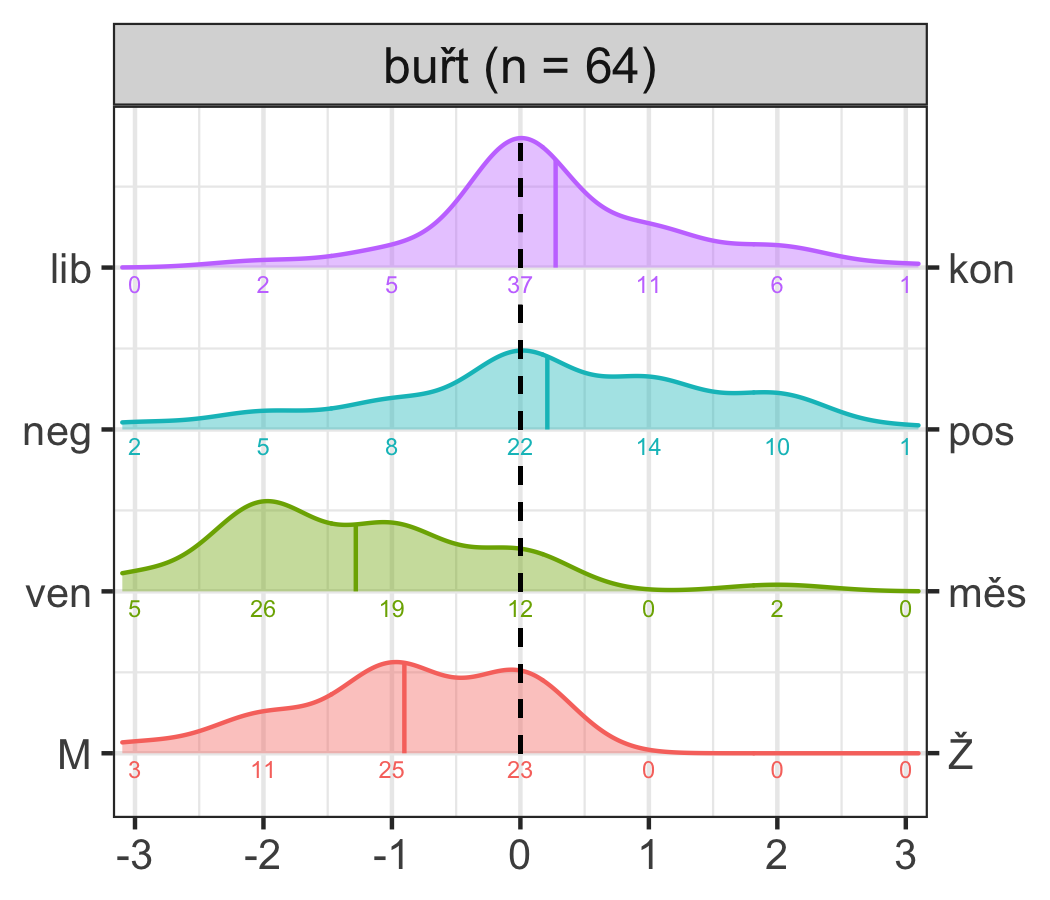 buřt (n = 64)
lib kon
0 2 5 37 11 6 1
neg pos
2 5 8 22 14 10 1
ven měs
5 26 19 12 0 2 0
M Ž
3 11 25 23 0 0 0
-3 -2 -1 0 1 2 3